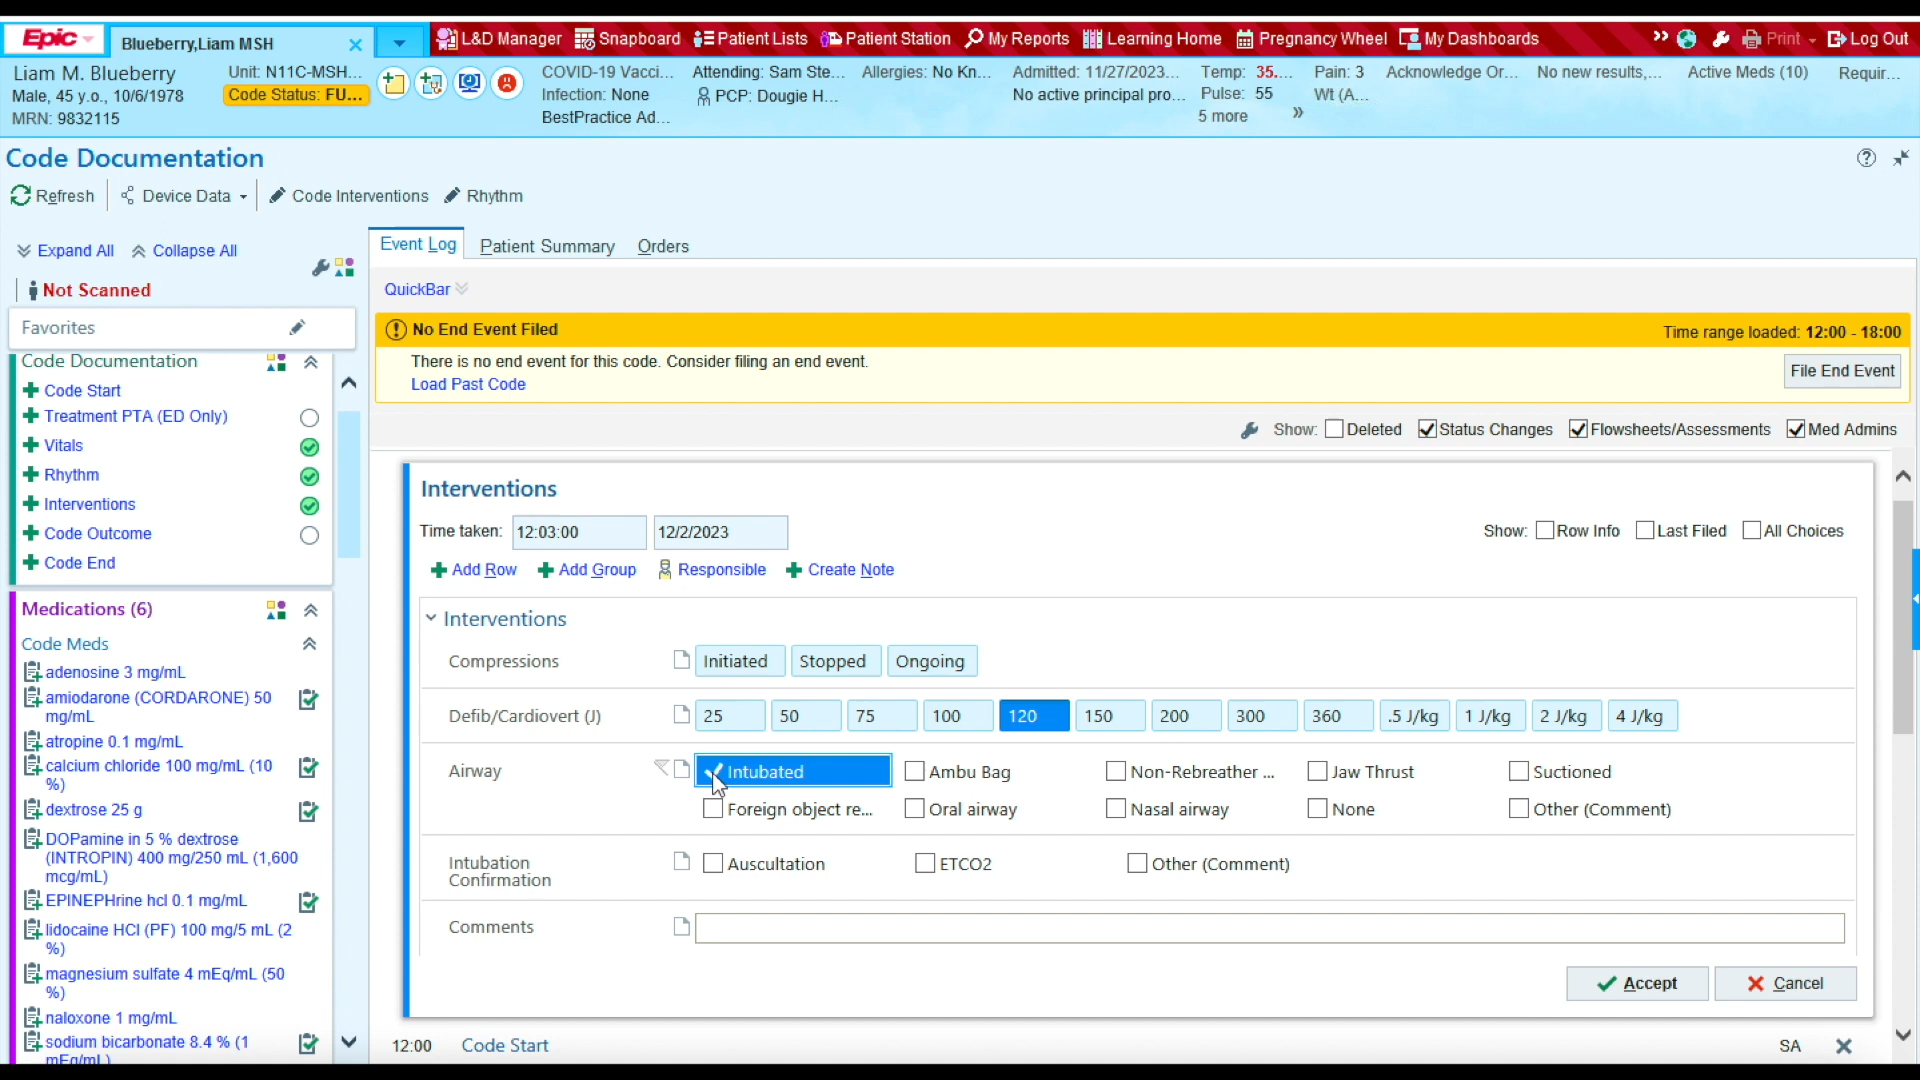 Epic
Blueberry,Liam MSH
L&D Manager
Snapboard
Patient Lists
Patient Station
My Reports
Learning Home
Pregnancy Wheel
My Dashboards
Print
Log Out
Liam M. Blueberry
Male, 45 y.o., 10/6/1978
MRN: 9832115
Unit: N11C-MSH...
Code Status: FU...
COVID-19 Vacci...
Infection: None
BestPractice Ad...
Attending: Sam Ste...
PCP: Dougie H...
Allergies: No Kn...
Admitted: 11/27/2023...
No active principal pro...
Temp: 35....
Pulse: 55
5 more
Pain: 3
Wt (A...
Acknowledge Or...
No new results,...
Active Meds (10)
Requir...
Code Documentation
Refresh
Device Data
Code Interventions
Rhythm
Expand All
Collapse All
Not Scanned
Favorites
Code Documentation
Code Start
Treatment PTA (ED Only)
Vitals
Rhythm
Interventions
Code Outcome
Code End
Medications (6)
Code Meds
adenosine 3 mg/mL
amiodarone (CORDARONE) 50
mg/mL
atropine 0.1 mg/mL
calcium chloride 100 mg/mL (10
%)
dextrose 25 g
DOPamine in 5 % dextrose
(INTROPIN) 400 mg/250 mL (1,600
mcg/mL)
EPINEPHrine hcl 0.1 mg/mL
lidocaine HCl (PF) 100 mg/5 mL (2
%)
magnesium sulfate 4 mEq/mL (50
%)
naloxone 1 mg/mL
sodium bicarbonate 8.4 % (1
mEq/mL)
Event Log
Patient Summary
Orders
QuickBar
No End Event Filed
Time range loaded: 12:00 - 18:00
There is no end event for this code. Consider filing an end event.
Load Past Code
File End Event
Show: Deleted Status Changes Flowsheets/Assessments Med Admins
Interventions
Time taken: 12:03:00 12/2/2023
Show: Row Info Last Filed All Choices
Add Row Add Group Responsible Create Note
Interventions
Compressions Initiated Stopped Ongoing
Defib/Cardiovert (J) 25 50 75 100 120 150 200 300 360 .5 J/kg 1 J/kg 2 J/kg 4 J/kg
Airway Intubated Ambu Bag Non-Rebreather ... Jaw Thrust Suctioned
Foreign object re... Oral airway Nasal airway None Other (Comment)
Intubation
Confirmation
Auscultation ETCO2 Other (Comment)
Comments
Accept Cancel
12:00 Code Start SA